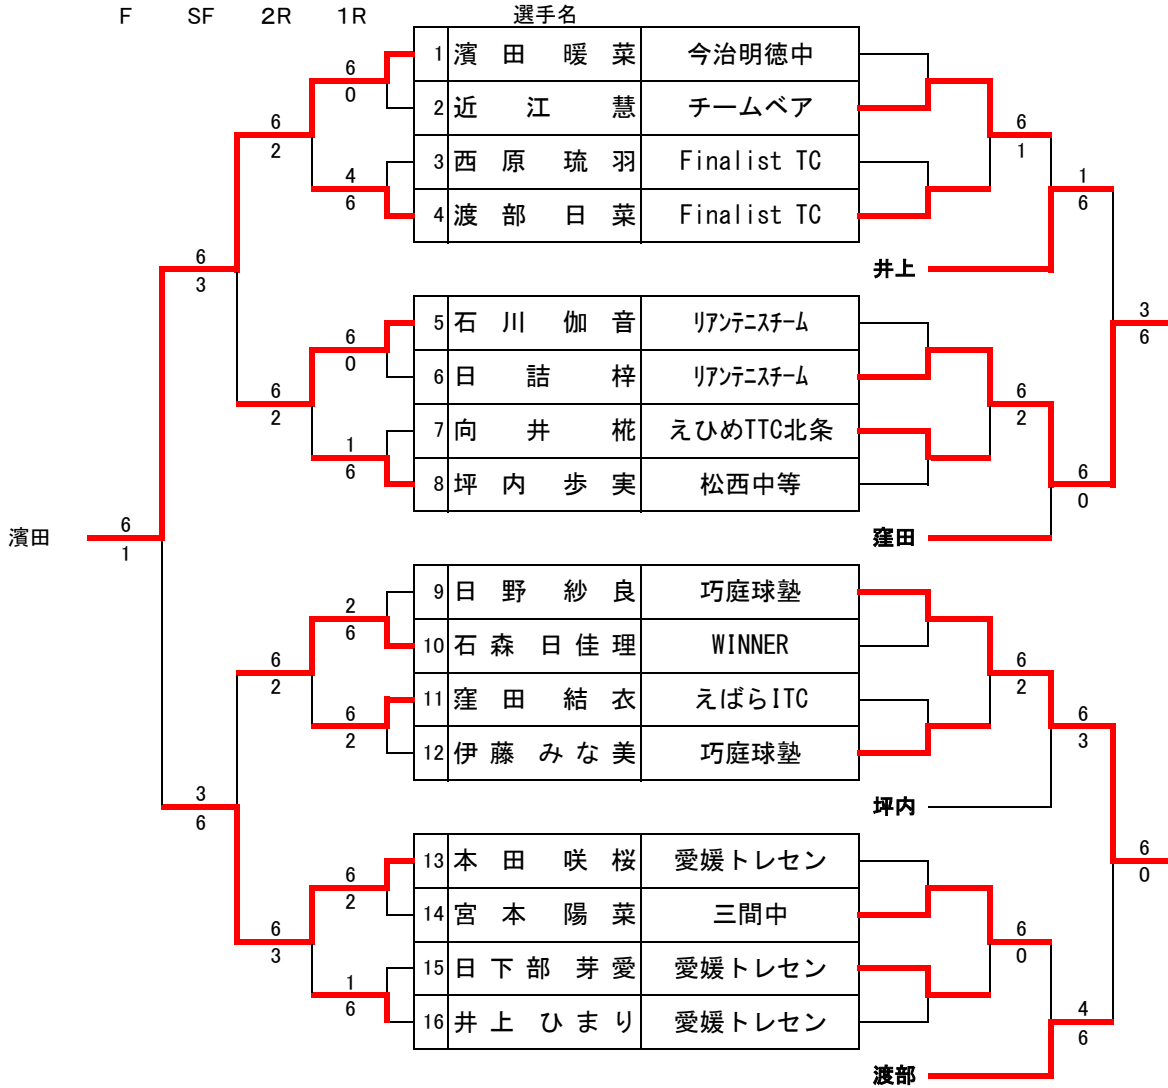 F SF 2R 1R 選手名
1 濱田 暖菜 今治明徳中
6
0
2 近江 慧 チームベア
6 6
2 1
3 西原 琉羽 Finalist TC
4 1
6 6
4 渡部 日菜 Finalist TC
6 井上
3
5 石川 伽音 リアンテニスチーム 3
6 6
0
6 日詰 梓 リアンテニスチーム
6 6
2 2
7 向井 椛 えひめTTC北条
1
6 6
8 坪内 歩実 松西中等 0
濱田 6 窪田
1
9 日野 紗良 巧庭球塾
2
6
10 石森 日佳理 WINNER
6 6
2 2
11 窪田 結衣 えばらITC
6 6
2 3
12 伊藤 みな美 巧庭球塾
3 坪内
6
13 本田 咲桜 愛媛トレセン 6
6 0
2
14 宮本 陽菜 三間中
6 6
3 0
15 日下部 芽愛 愛媛トレセン
1
6 4
16 井上 ひまり 愛媛トレセン 6
渡部